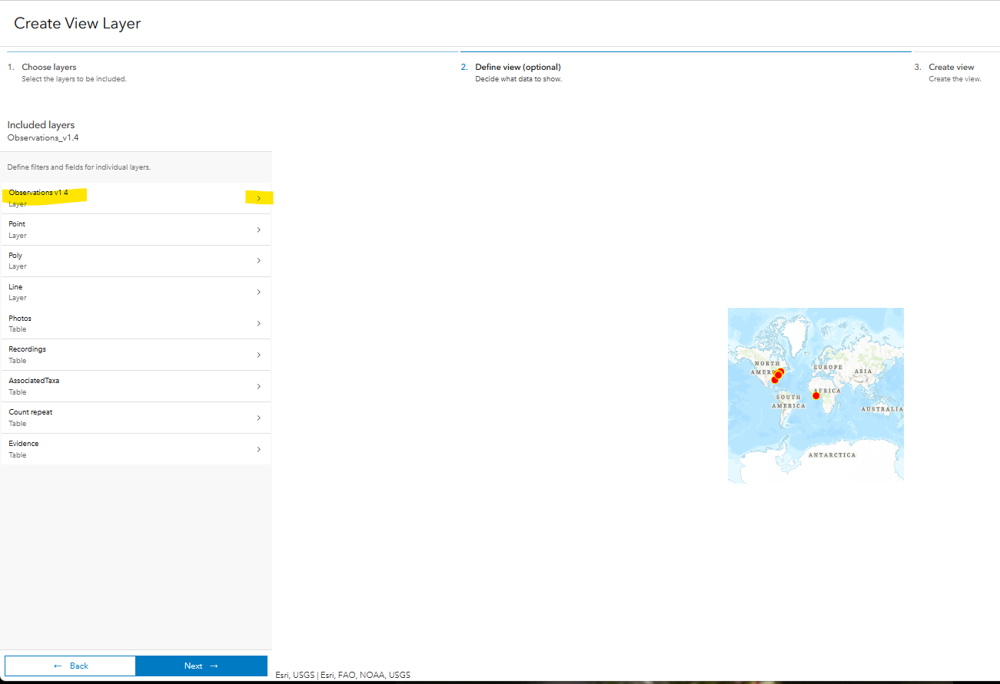 Create View Layer
1. Choose layers
Select the layers to be included.
2. Define view (optional)
Decide what data to show.
3. Create view
Create the view.
Included layers
Observations_v1.4
Define filters and fields for individual layers.
Observations v1 4
Layer
Point
Layer
Poly
Layer
Line
Layer
Photos
Table
Recordings
Table
AssociatedTaxa
Table
Count repeat
Table
Evidence
Table
NORTH
AMER
EUROPE
ASIA
AFRICA
SOUTH
AMERICA
AUSTRALIA
ANTARCTICA
← Back
Next →
Esri, USGS | Esri, FAO, NOAA, USGS